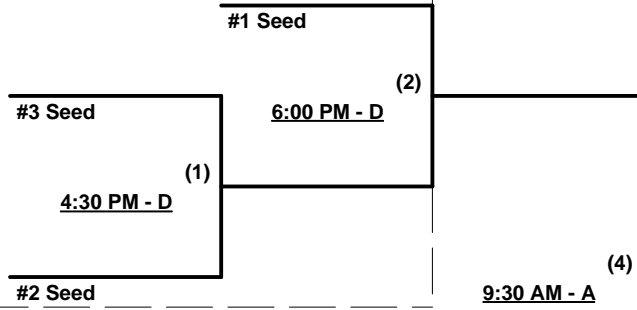 #1 Seed
(2)
#3 Seed
6:00 PM - D
(1)
4:30 PM - D
(4)
#2 Seed
9:30 AM - A